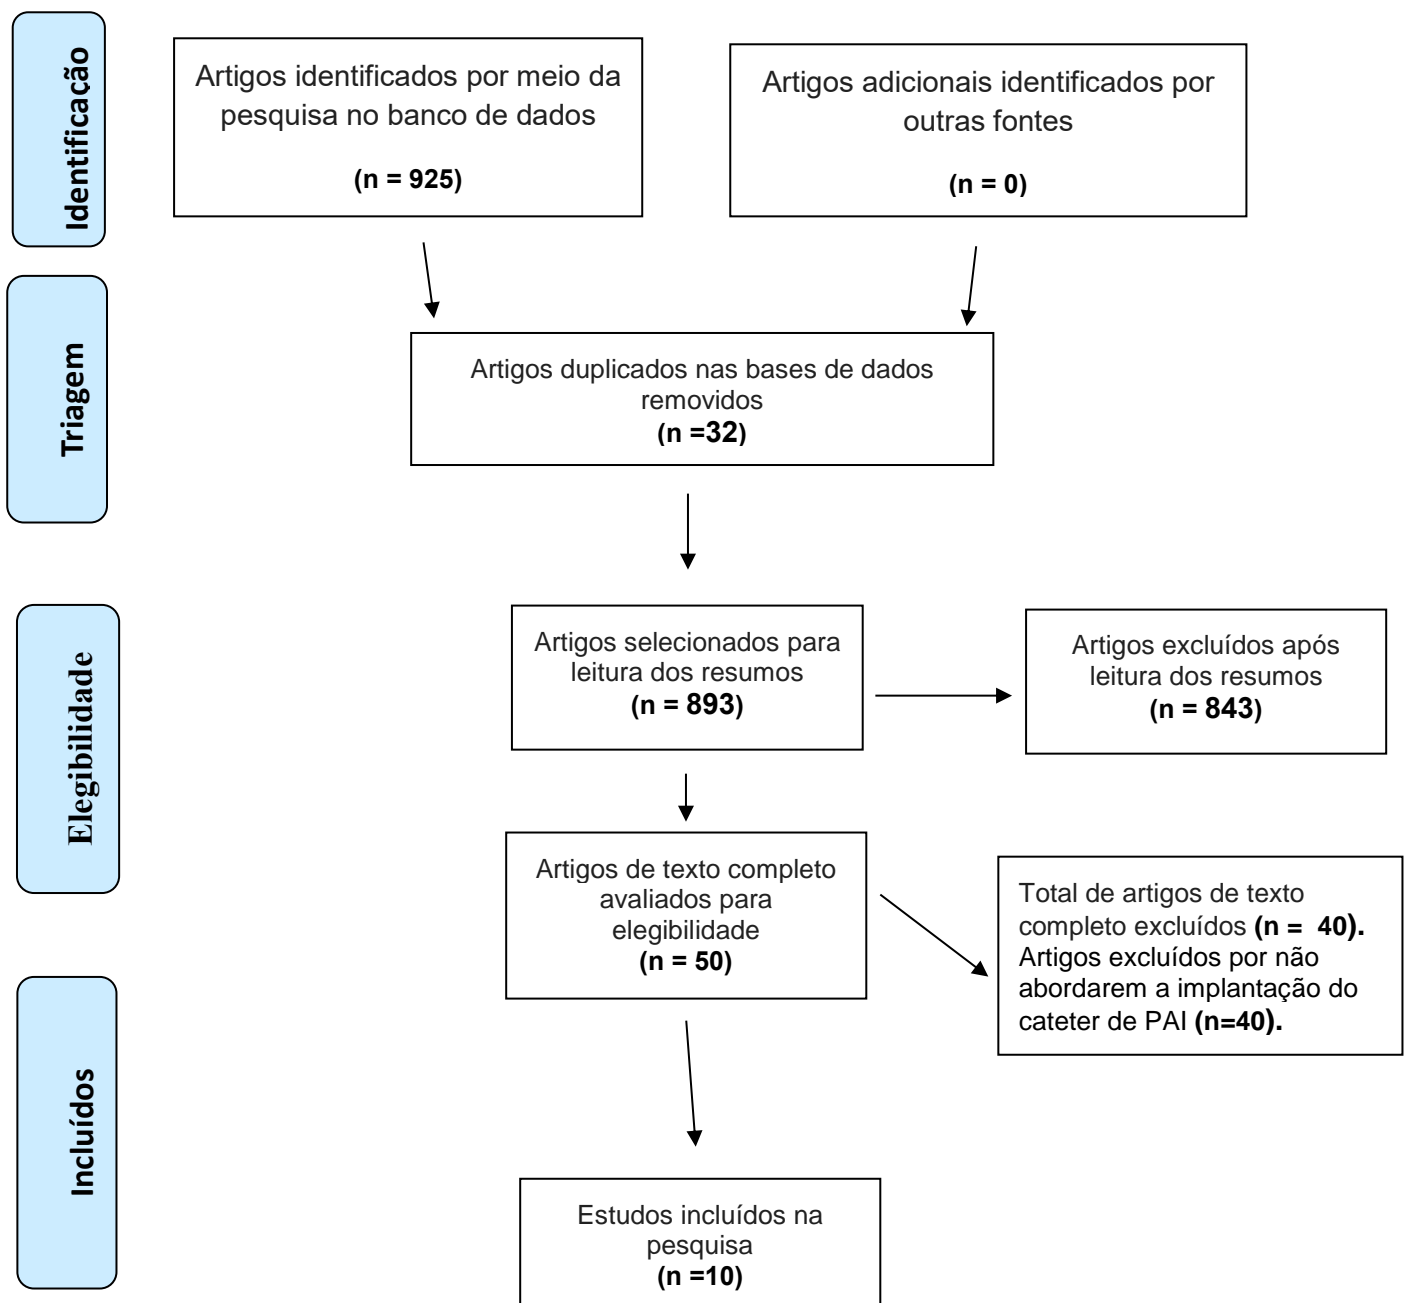 Identificação
Artigos identificados por meio da
pesquisa no banco de dados
(n = 925)
Artigos adicionais identificados por
outras fontes
(n = 0)
Triagem
Artigos duplicados nas bases de dados
removidos
(n =32)
Elegibilidade
Artigos selecionados para
leitura dos resumos
(n = 893)
Artigos excluídos após
leitura dos resumos
(n = 843)
Artigos de texto completo
avaliados para
elegibilidade
(n = 50)
Total de artigos de texto
completo excluídos (n = 40).
Artigos excluídos por não
abordarem a implantação do
cateter de PAI (n=40).
Incluídos
Estudos incluídos na
pesquisa
(n =10)